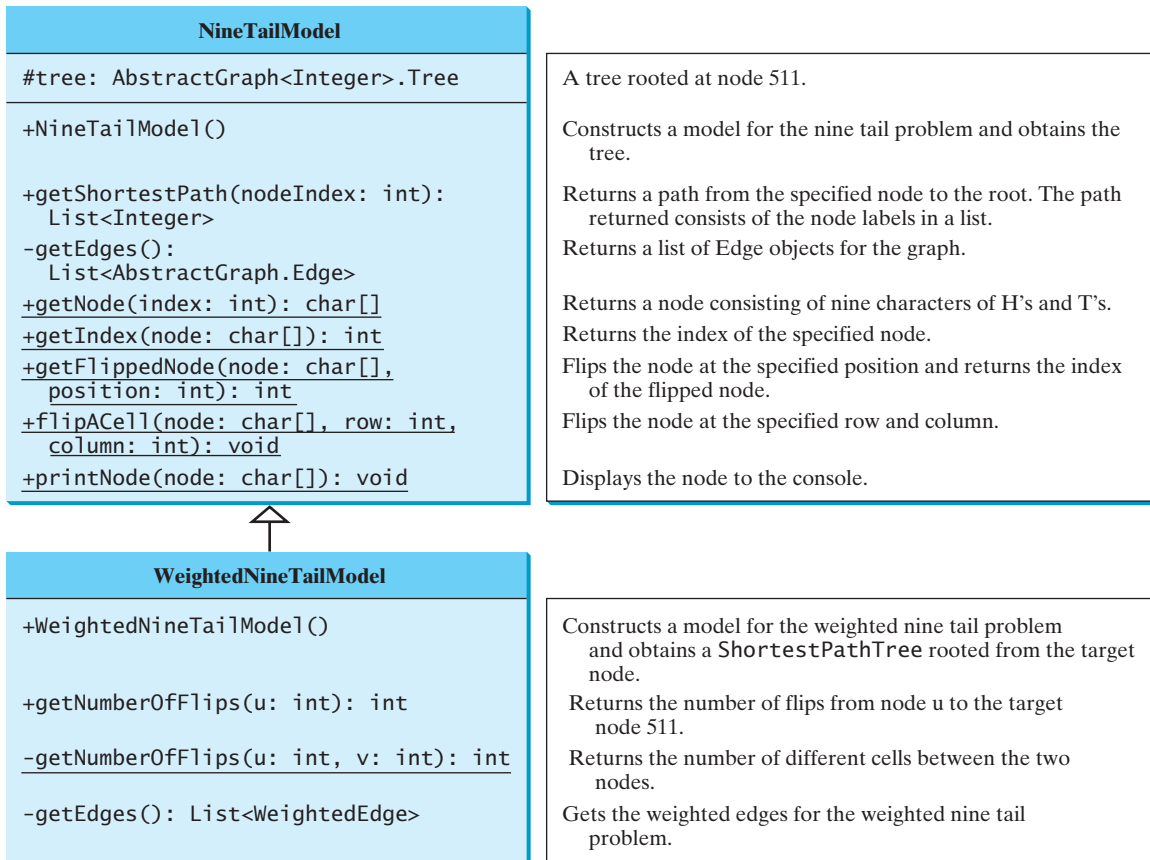 NineTailModel
#tree: AbstractGraph<Integer>.Tree
A tree rooted at node 511.
+NineTailModel()
Constructs a model for the nine tail problem and obtains the
tree.
+getShortestPath(nodeIndex: int):
List<Integer>
Returns a path from the specified node to the root. The path
returned consists of the node labels in a list.
-getEdges():
List<AbstractGraph.Edge>
Returns a list of Edge objects for the graph.
+getNode(index: int): char[]
Returns a node consisting of nine characters of H's and T's.
+getIndex(node: char[]): int
Returns the index of the specified node.
+getFlippedNode(node: char[],
position: int): int
Flips the node at the specified position and returns the index
of the flipped node.
+flipACell(node: char[], row: int,
column: int): void
Flips the node at the specified row and column.
+printNode(node: char[]): void
Displays the node to the console.
WeightedNineTailModel
+WeightedNineTailModel()
Constructs a model for the weighted nine tail problem
and obtains a ShortestPathTree rooted from the target
node.
+getNumberOfFlips(u: int): int
Returns the number of flips from node u to the target
node 511.
-getNumberOfFlips(u: int, v: int): int
Returns the number of different cells between the two
nodes.
-getEdges(): List<WeightedEdge>
Gets the weighted edges for the weighted nine tail
problem.